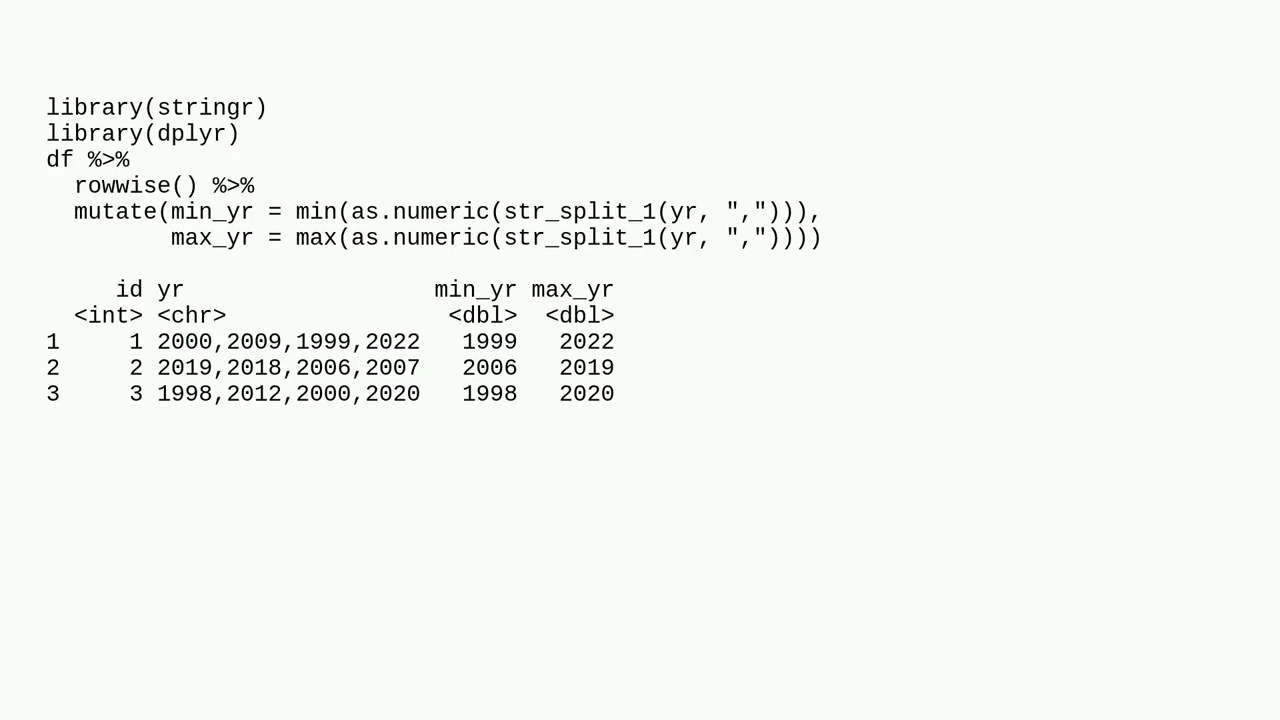 library(stringr)
library(dplyr)
df %>%
  rowwise() %>%
  mutate(min_yr = min(as.numeric(str_split_1(yr, ","))),
         max_yr = max(as.numeric(str_split_1(yr, ","))))

     id yr                  min_yr max_yr
  <int> <chr>                <dbl>  <dbl>
1     1 2000,2009,1999,2022   1999   2022
2     2 2019,2018,2006,2007   2006   2019
3     3 1998,2012,2000,2020   1998   2020